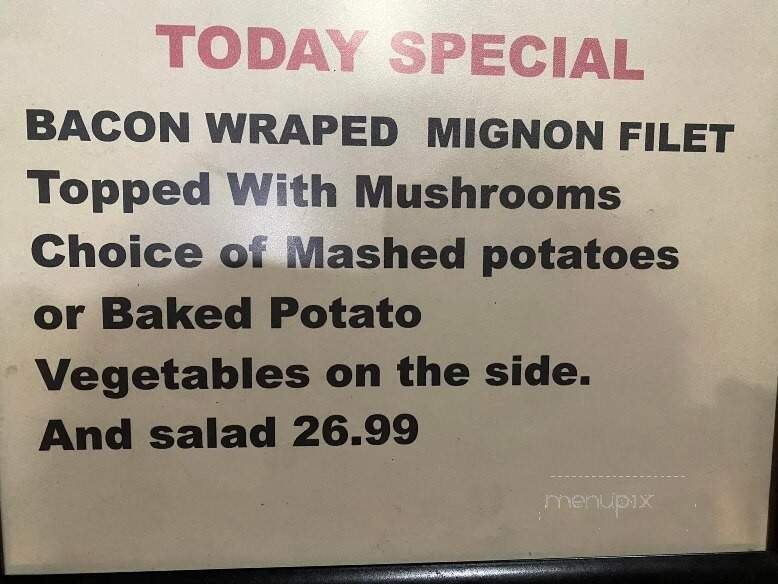 TODAY SPECIAL
BACON WRAPED MIGNON FILET
Topped With Mushrooms
Choice of Mashed potatoes
or Baked Potato
Vegetables on the side.
And salad 26.99
menupix